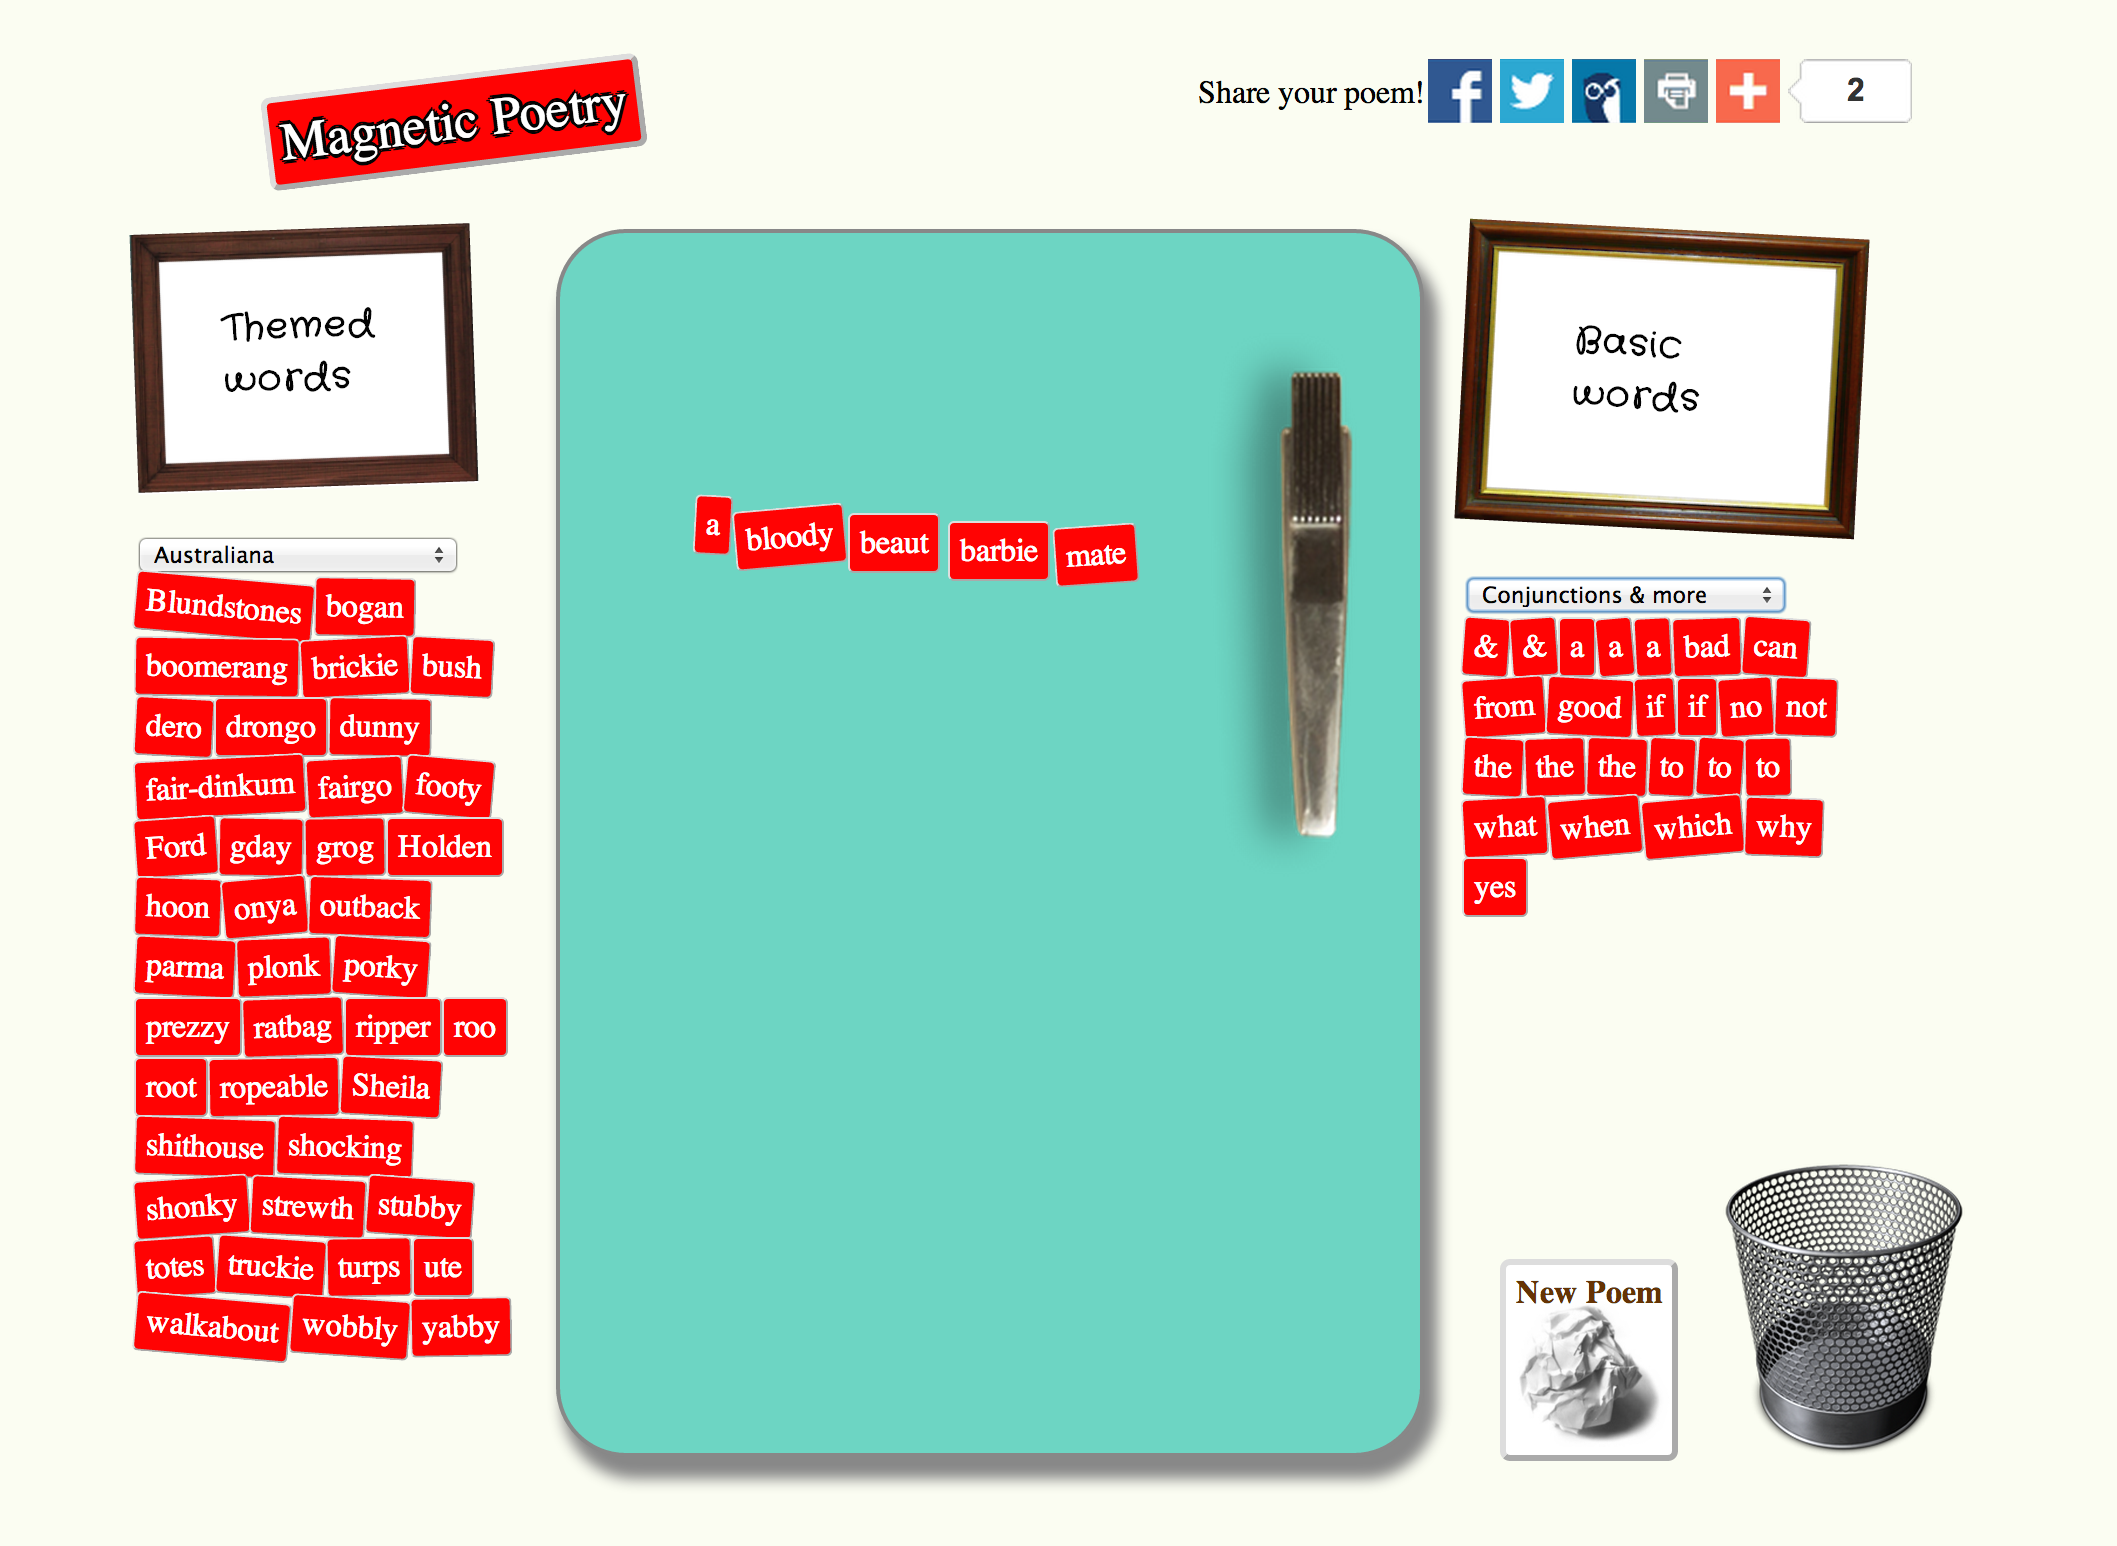 Magnetic Poetry
Share your poem!
2
Themed
words
Australiana
Blundstones bogan
boomerang brickie bush
dero drongo dunny
fair-dinkum fairgo footy
Ford gday grog Holden
hoon onya outback
parma plonk porky
prezzy ratbag ripper roo
root ropeable Sheila
shithouse shocking
shonky strewth stubby
totes truckie turps ute
walkabout wobbly yabby
a bloody beaut barbie mate
Basic
words
Conjunctions & more
& & a a a bad can
from good if if no not
the the the to to to
what when which why
yes
New Poem